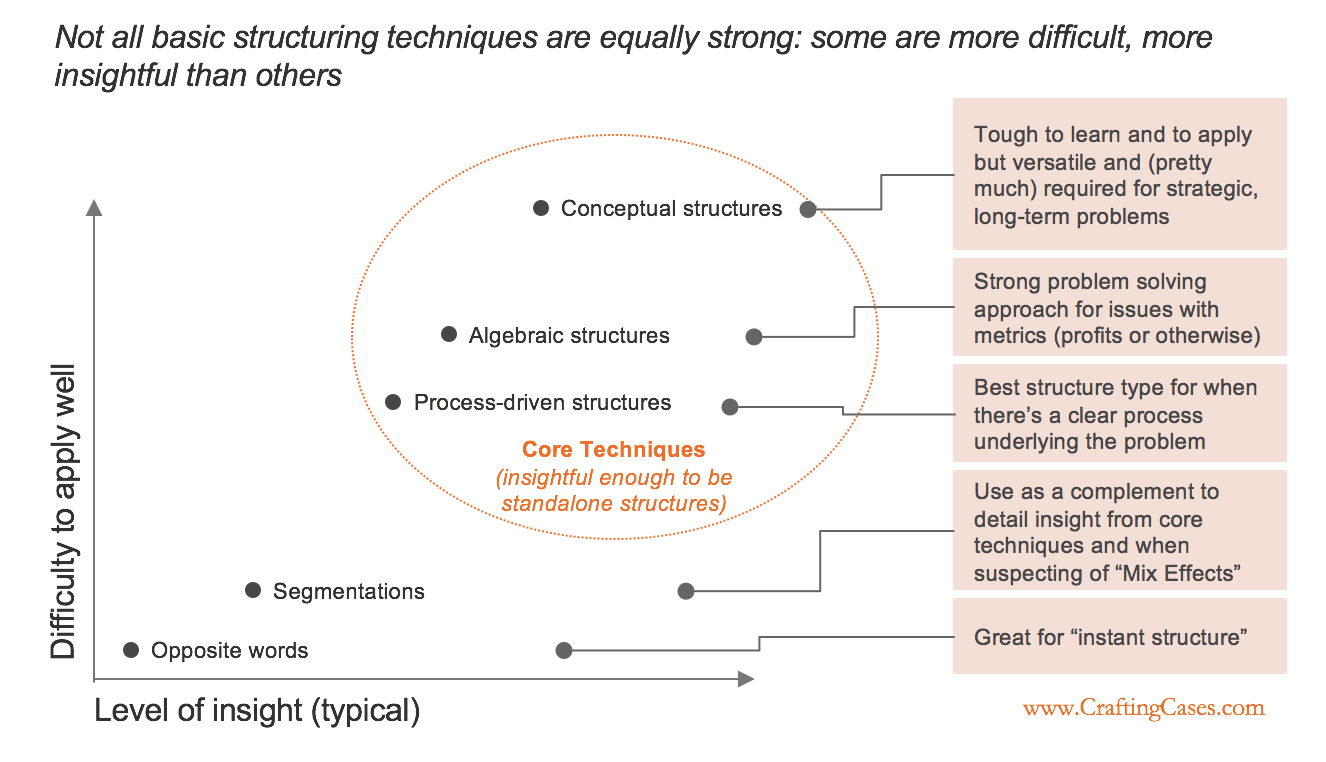 Not all basic structuring techniques are equally strong: some are more difficult, more
insightful than others
Tough to learn and to apply
but versatile and (pretty
much) required for strategic,
long-term problems
Conceptual structures
Strong problem solving
approach for issues with
metrics (profits or otherwise)
Algebraic structures
Best structure type for when
there’s a clear process
underlying the problem
Process-driven structures
Core Techniques
(insightful enough to be
standalone structures)
Use as a complement to
detail insight from core
techniques and when
suspecting of “Mix Effects”
Segmentations
Great for “instant structure”
Opposite words
Difficulty to apply well
Level of insight (typical)
www.CraftingCases.com